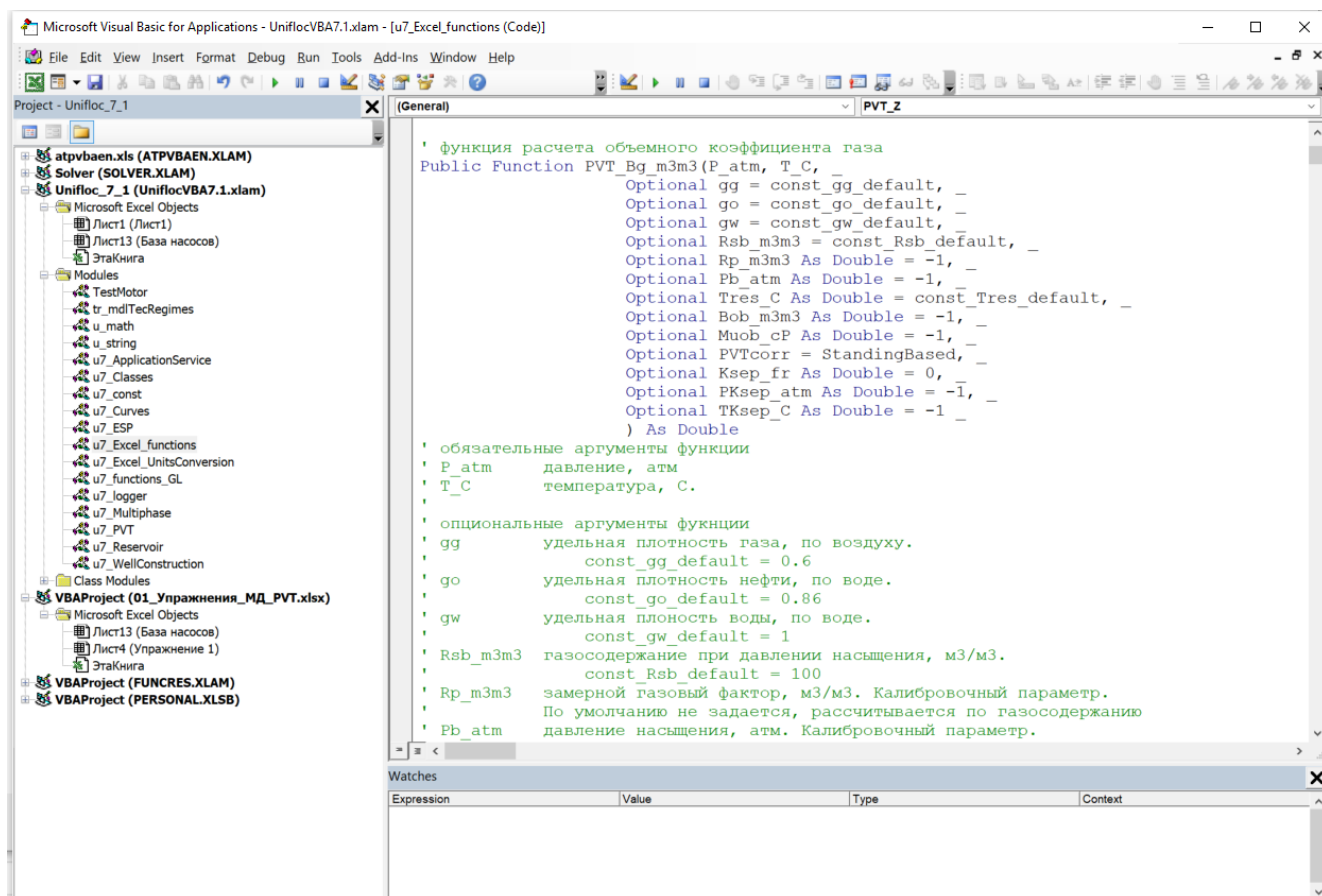 Microsoft Visual Basic for Applications - UniflocVBA7.1.xlam - [u7_Excel_functions (Code)]
File Edit View Insert Format Debug Run Tools Add-Ins Window Help
Project - Unifloc_7_1
atpvbaen.xls (ATPVBAEN.XLAM)
Solver (SOLVER.XLAM)
Unifloc_7_1 (UniflocVBA7.1.xlam)
Microsoft Excel Objects
Лист1 (Лист1)
Лист13 (База насосов)
ЭтаКнига
Modules
TestMotor
tr_mdlTecRegimes
u_math
u_string
u7_ApplicationService
u7_Classes
u7_const
u7_Curves
u7_ESP
u7_Excel_functions
u7_Excel_UnitsConversion
u7_functions_GL
u7_logger
u7_Multiphase
u7_PVT
u7_Reservoir
u7_WellConstruction
Class Modules
VBAProject (01_Упражнения_МД_PVT.xlsx)
Microsoft Excel Objects
Лист13 (База насосов)
Лист4 (Упражнение 1)
ЭтаКнига
VBAProject (FUNCRES.XLAM)
VBAProject (PERSONAL.XLSB)
(General)
PVT_Z
' функция расчета объемного коэффициента газа
Public Function PVT_Bg_m3m3(P_atm, T_C, _
Optional gg = const_gg_default, _
Optional go = const_go_default, _
Optional gw = const_gw_default, _
Optional Rsb_m3m3 = const_Rsb_default, _
Optional Rp_m3m3 As Double = -1, _
Optional Pb_atm As Double = -1, _
Optional Tres_C As Double = const_Tres_default, _
Optional Bob_m3m3 As Double = -1, _
Optional Muob_cP As Double = -1, _
Optional PVTcorr = StandingBased, _
Optional Ksep_fr As Double = 0, _
Optional PKsep_atm As Double = -1, _
Optional TKsep_C As Double = -1 _
) As Double
' обязательные аргументы функции
' P_atm давление, атм
' T_C температура, С.
'
' опциональные аргументы фукнции
' gg удельная плотность газа, по воздуху.
' const_gg_default = 0.6
' go удельная плотность нефти, по воде.
' const_go_default = 0.86
' gw удельная плоность воды, по воде.
' const_gw_default = 1
' Rsb_m3m3 газосодержание при давлении насыщения, м3/м3.
' const_Rsb_default = 100
' Rp_m3m3 замерной газовый фактор, м3/м3. Калибровочный параметр.
' По умолчанию не задается, рассчитывается по газосодержанию
' Pb_atm давление насыщения, атм. Калибровочный параметр.
Watches
Expression Value Type Context